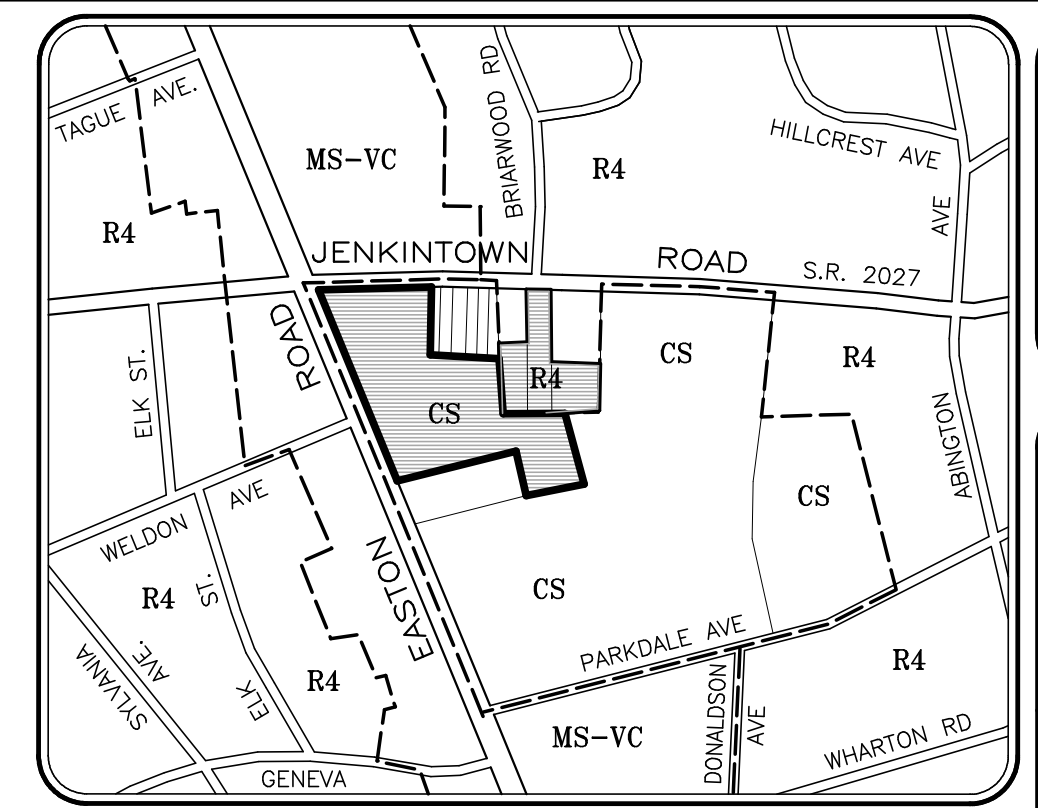 TAGUE AVE.
BRIARWOOD RD
HILLCREST AVE
MS-VC
R4
R4
AVE
JENKINTOWN ROAD
S.R. 2027
ROAD
ELK ST.
CS
R4
R4
CS
ABINGTON
AVE
WELDON
CS
EASTON
R4
ST.
CS
PARKDALE AVE
SYLVANIA
AVE.
ELK
R4
R4
DONALDSON
AVE
MS-VC
WHARTON RD
GENEVA